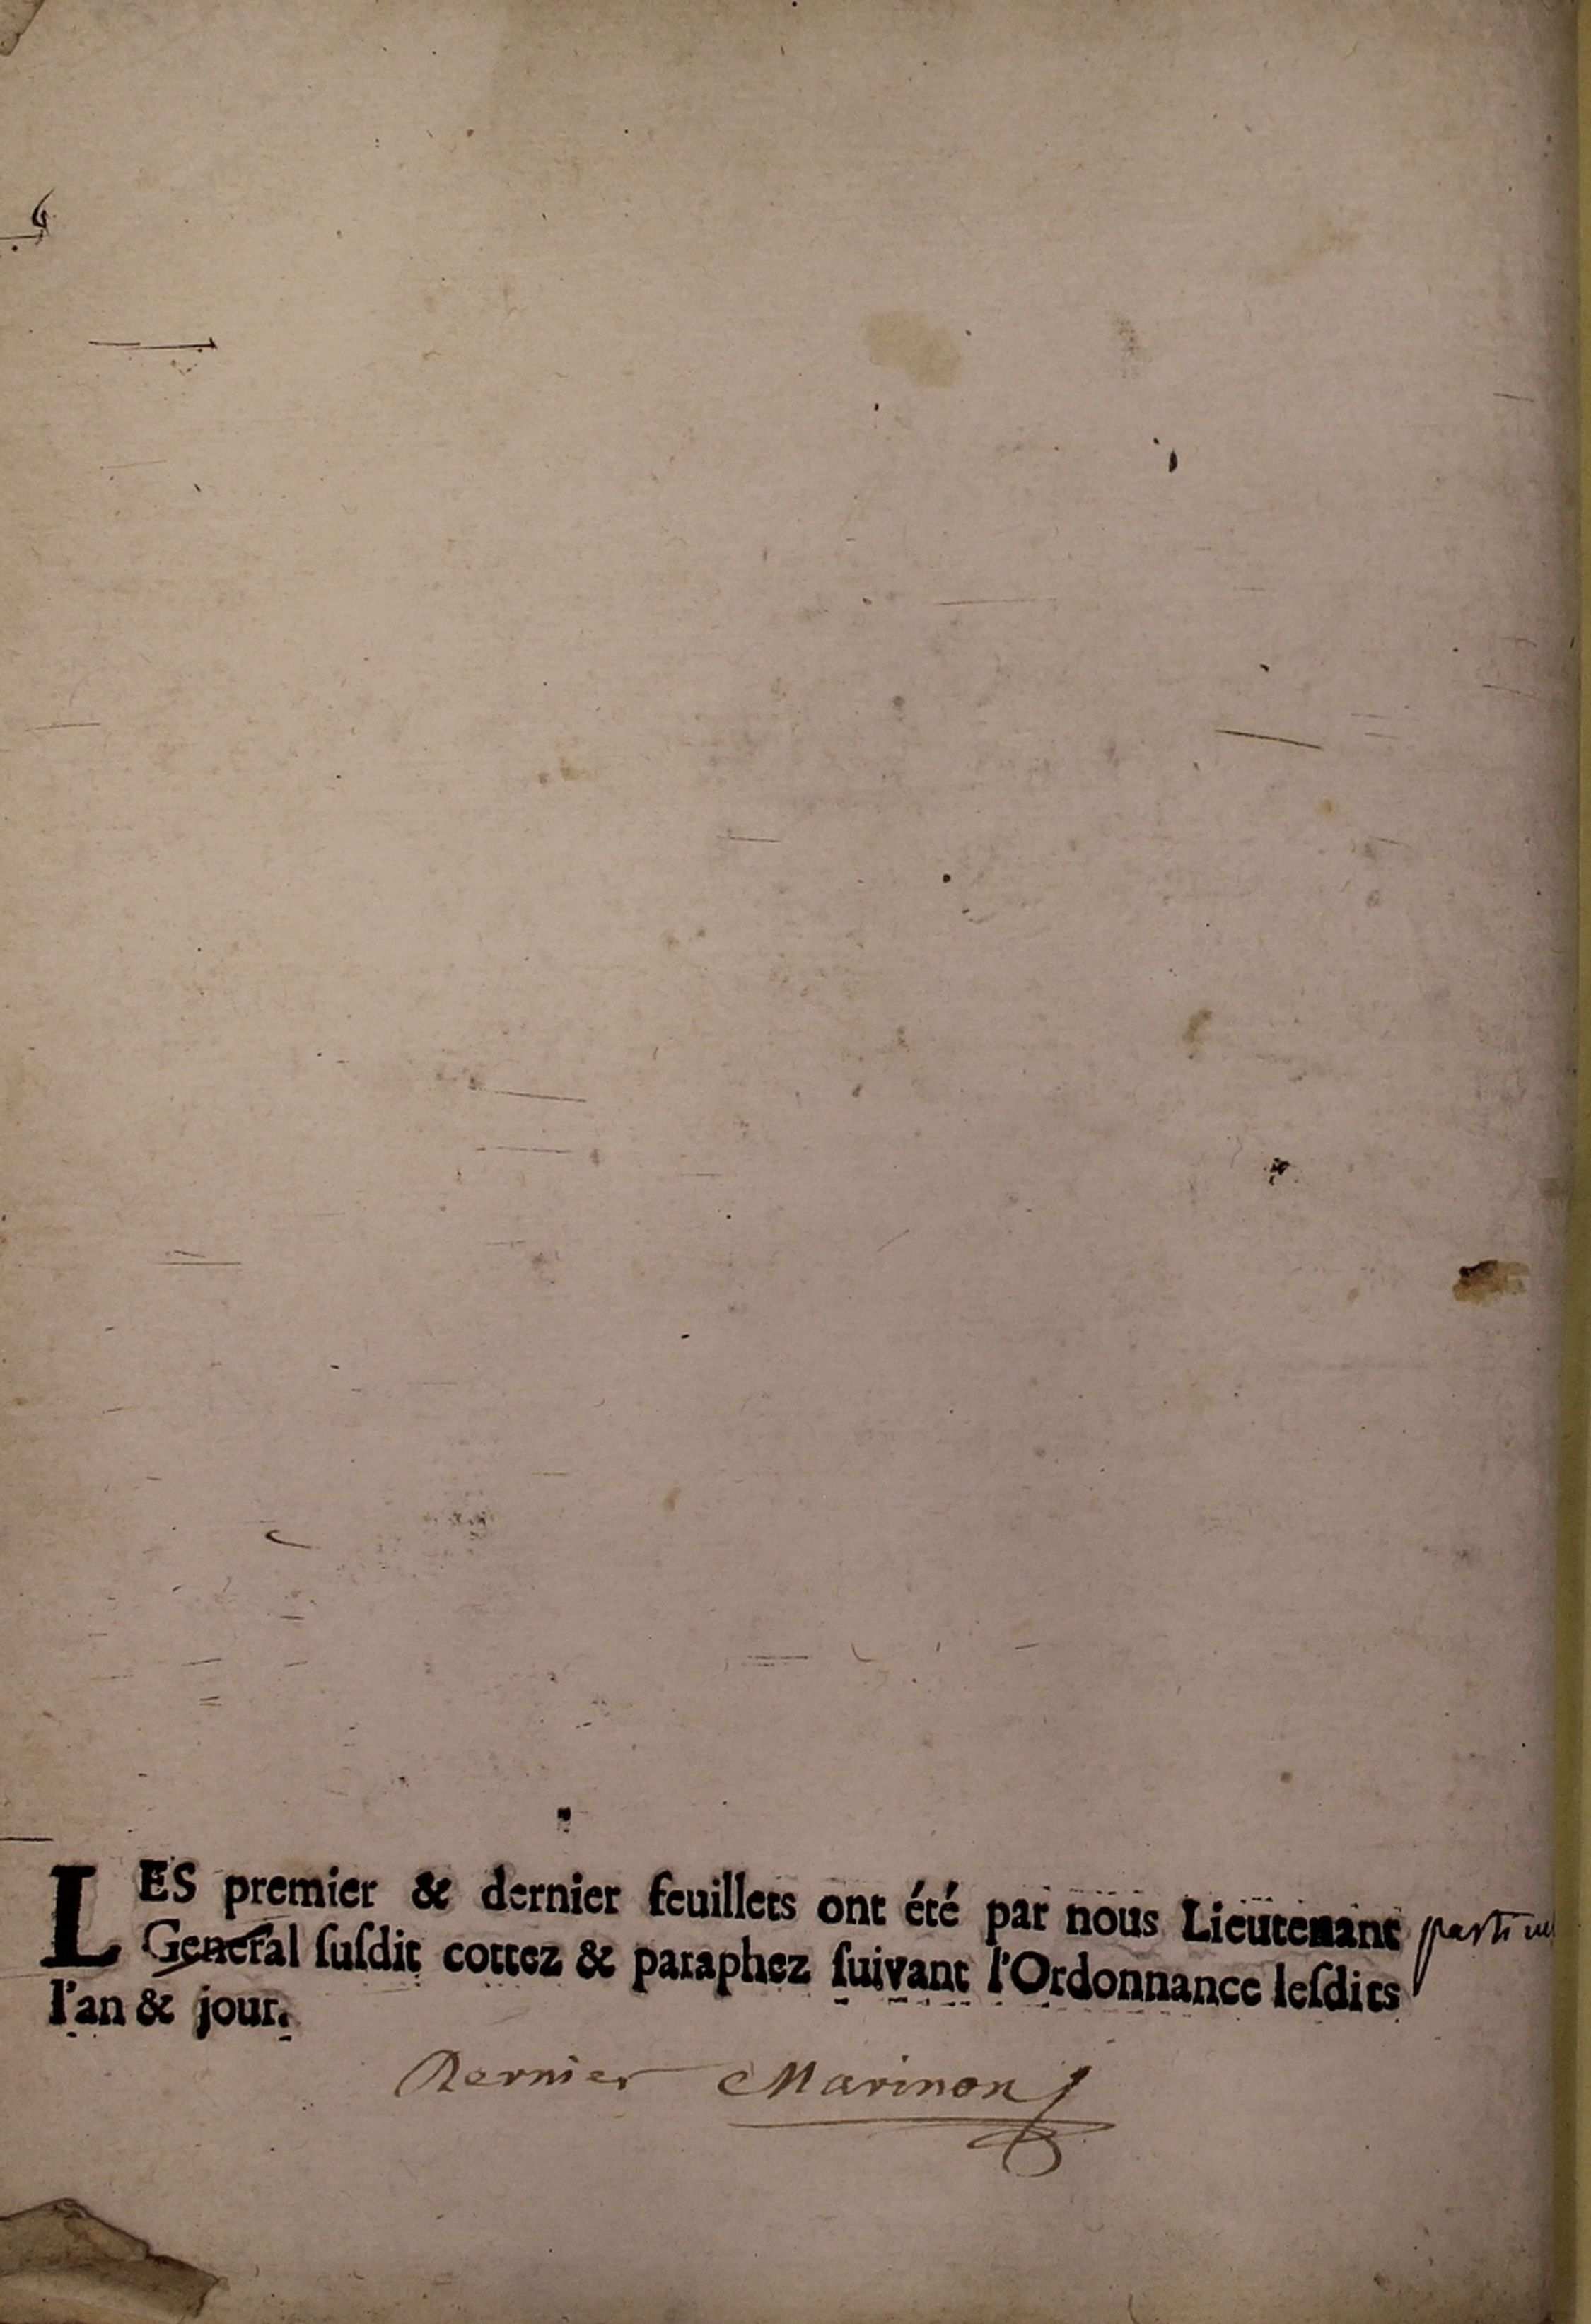 LES premier & dernier feuillets ont été par nous Lieutenant
General ſuſdit cottez & paraphez ſuivant l'Ordonnance leſdits
l'an & jour.
Dernier Marinon